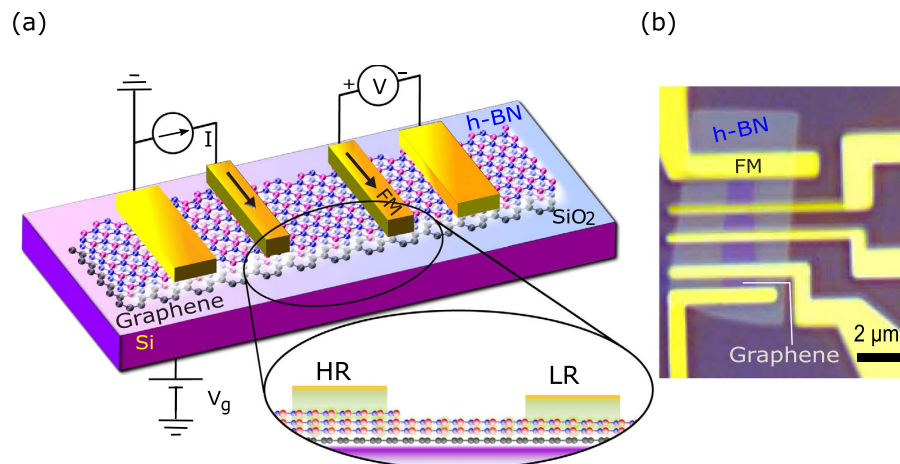 (a)
(b)
+ V −
I
h-BN
FM
SiO2
Graphene
Si
Vg
HR
LR
h-BN
FM
Graphene
2 µm